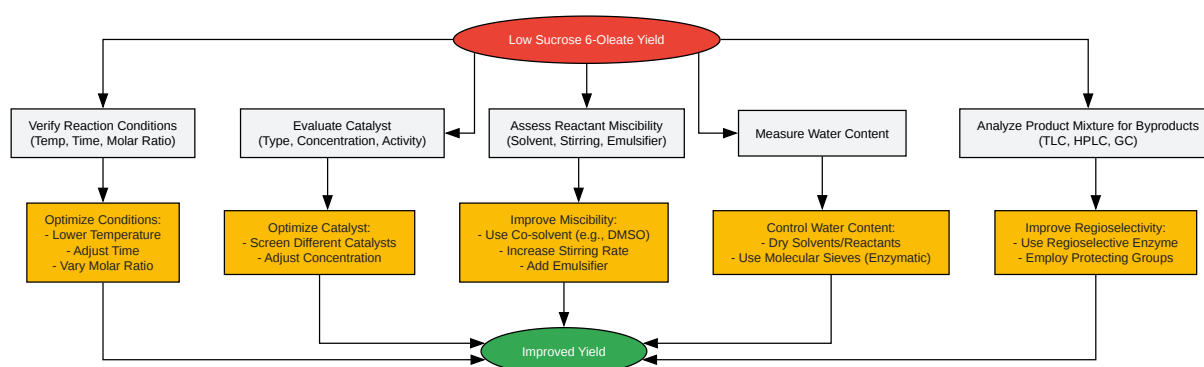 Low Sucrose 6-Oleate Yield
Verify Reaction Conditions
(Temp, Time, Molar Ratio)
Evaluate Catalyst
(Type, Concentration, Activity)
Assess Reactant Miscibility
(Solvent, Stirring, Emulsifier)
Measure Water Content
Analyze Product Mixture for Byproducts
(TLC, HPLC, GC)
Optimize Conditions:
- Lower Temperature
- Adjust Time
- Vary Molar Ratio
Optimize Catalyst:
- Screen Different Catalysts
- Adjust Concentration
Improve Miscibility:
- Use Co-solvent (e.g., DMSO)
- Increase Stirring Rate
- Add Emulsifier
Control Water Content:
- Dry Solvents/Reactants
- Use Molecular Sieves (Enzymatic)
Improve Regioselectivity:
- Use Regioselective Enzyme
- Employ Protecting Groups
Improved Yield